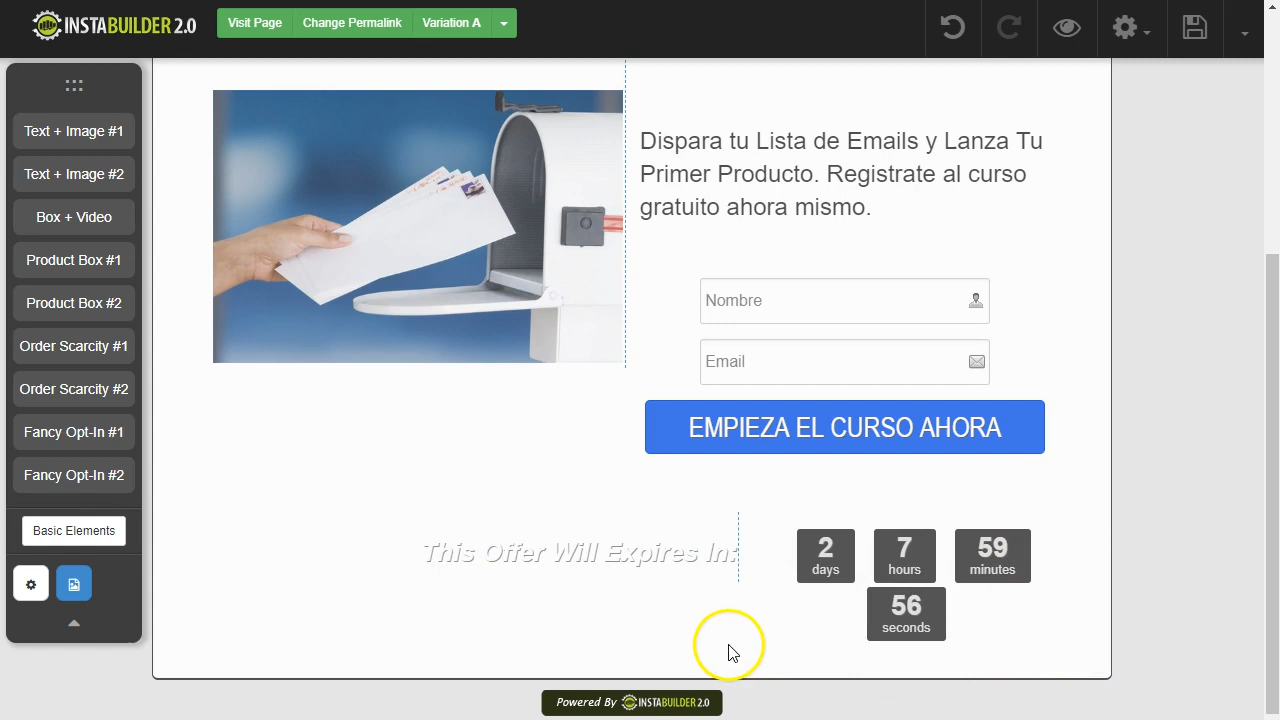 INSTABUILDER 2.0
Visit Page
Change Permalink
Variation A
Text + Image #1
Text + Image #2
Box + Video
Product Box #1
Product Box #2
Order Scarcity #1
Order Scarcity #2
Fancy Opt-In #1
Fancy Opt-In #2
Basic Elements
Dispara tu Lista de Emails y Lanza Tu
Primer Producto. Registrate al curso
gratuito ahora mismo.
Nombre
Email
EMPIEZA EL CURSO AHORA
This Offer Will Expires In:
2
days
7
hours
59
minutes
56
seconds
Powered By INSTABUILDER 2.0